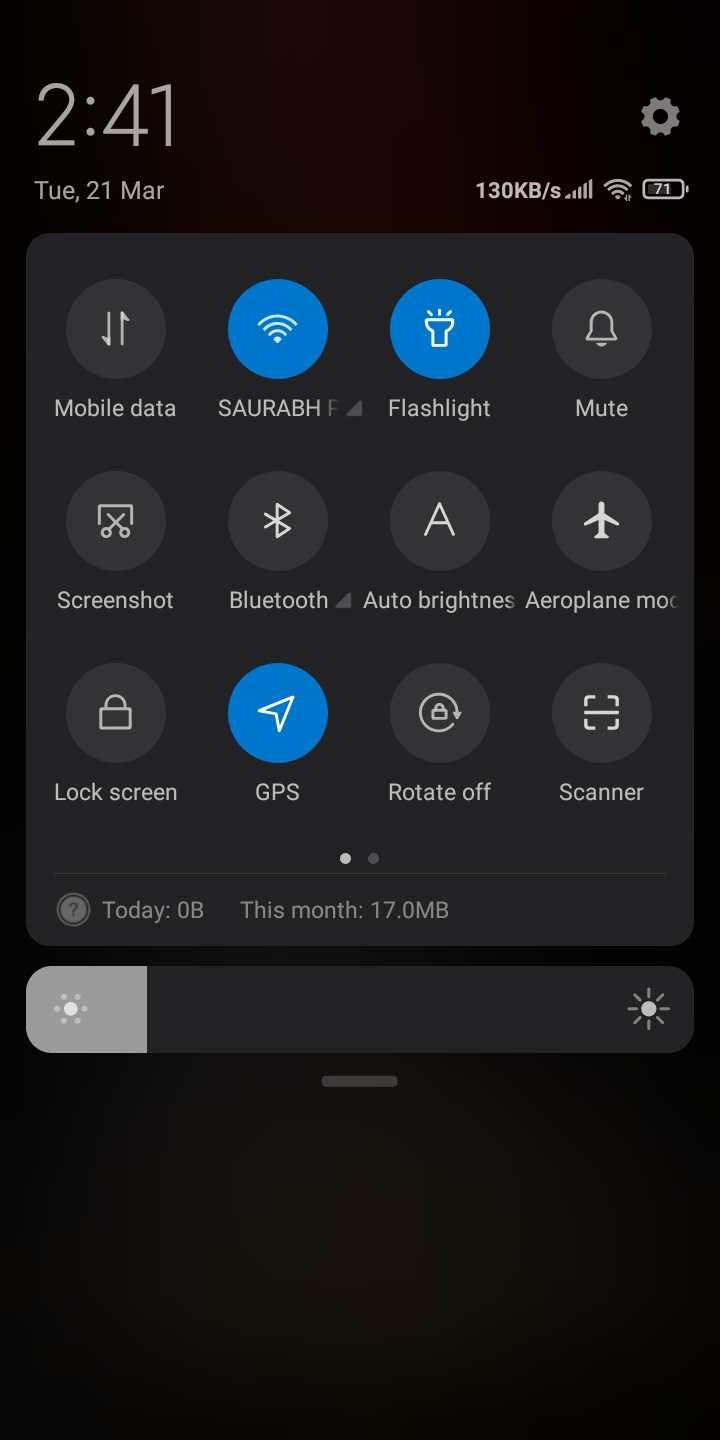 2:41
Tue, 21 Mar
130KB/s 71
Mobile data SAURABH Flashlight Mute
Screenshot Bluetooth Auto brightnes Aeroplane mod
Lock screen GPS Rotate off Scanner
? Today: 0B This month: 17.0MB